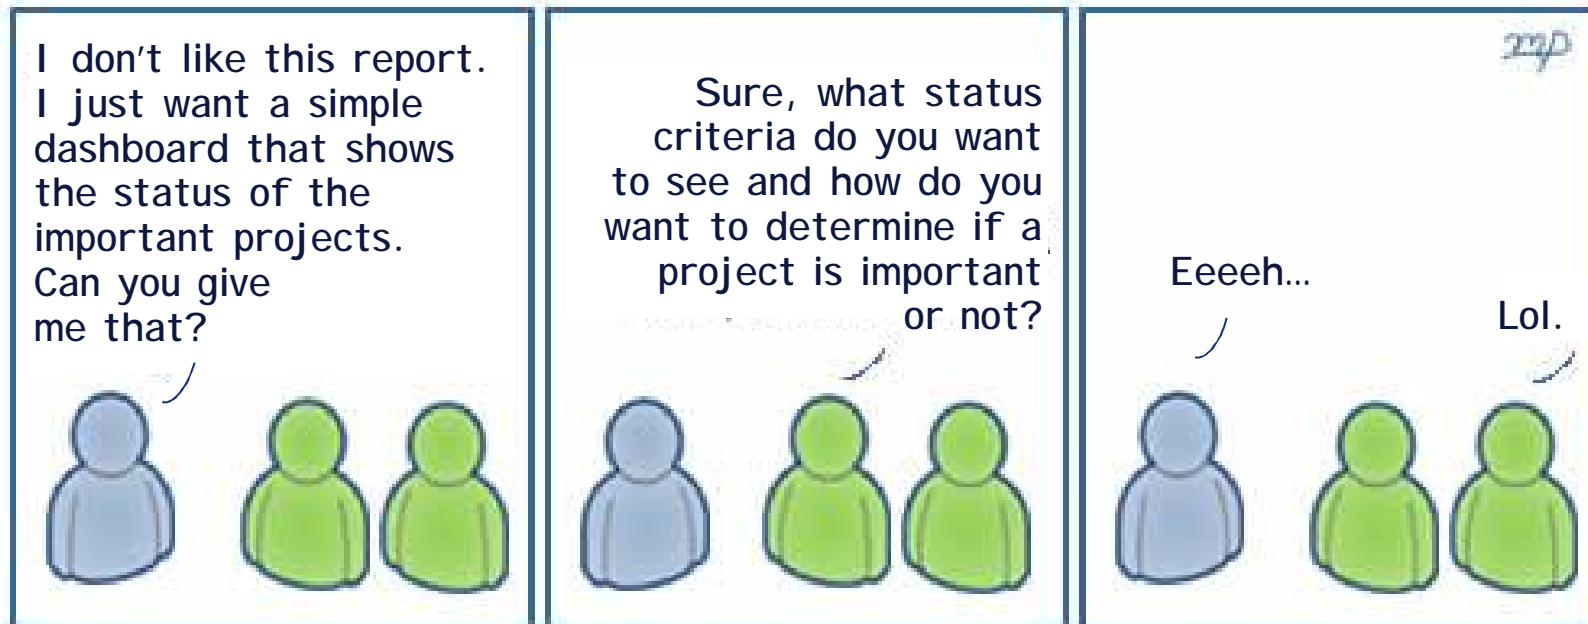 I don't like this report.
I just want a simple
dashboard that shows
the status of the
important projects.
Can you give
me that?
Sure, what status
criteria do you want
to see and how do you
want to determine if a
project is important
or not?
Eeeeh...
Lol.